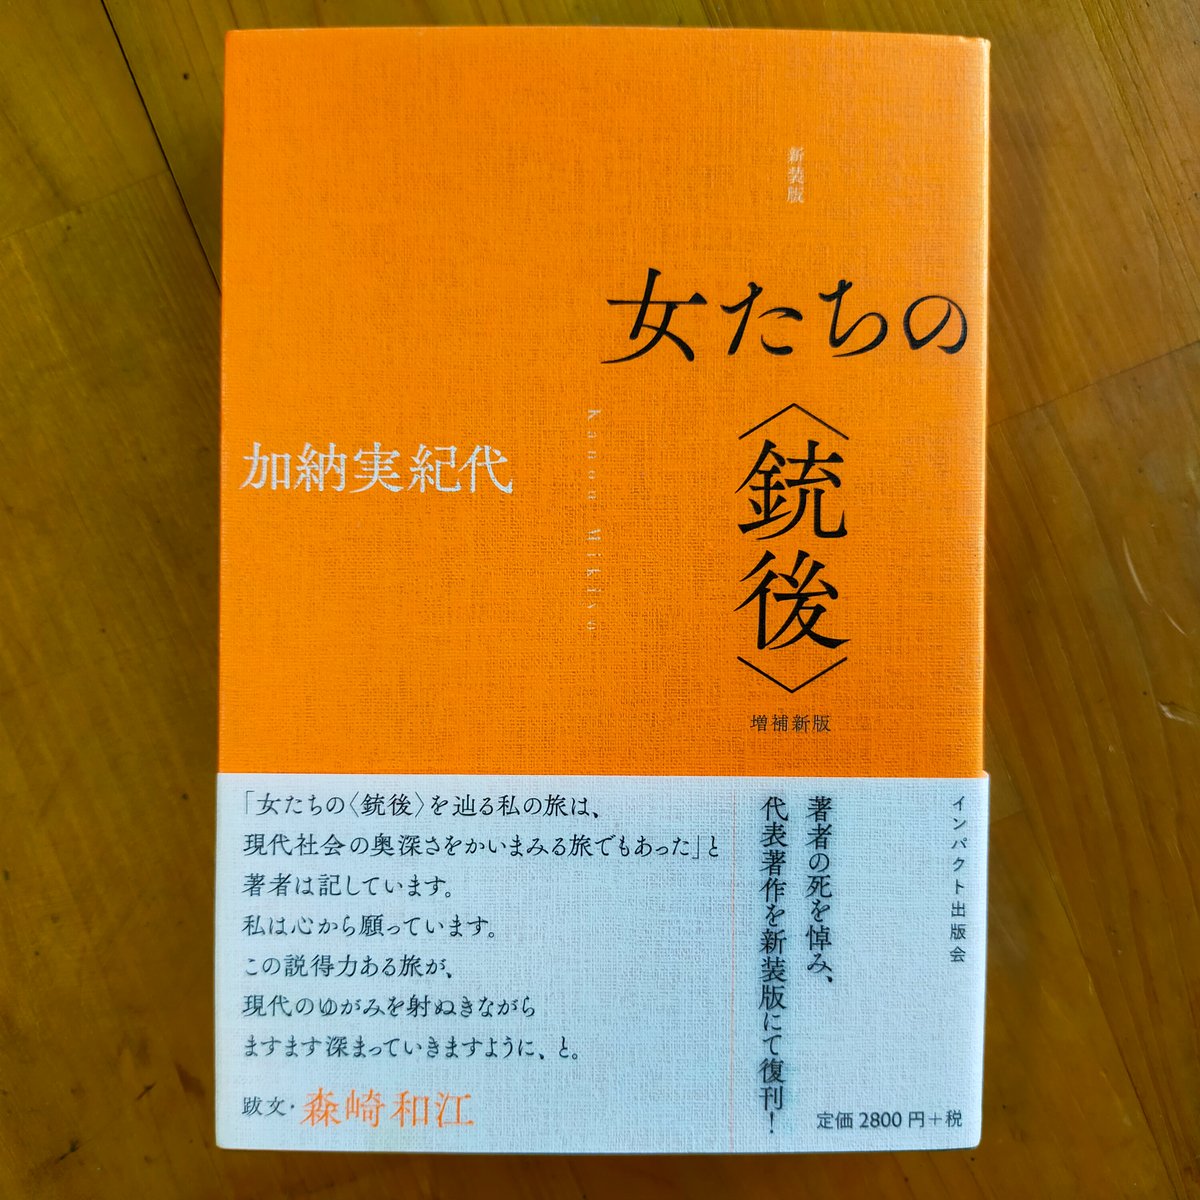 新装版
女たちの
〈銃後〉
増補新版
Kanou Mikiyo
加納実紀代
インパクト出版会
著者の死を悼み、
代表著作を新装版にて復刊！
「女たちの〈銃後〉を辿る私の旅は、
現代社会の奥深さをかいまみる旅でもあった」と
著者は記しています。
私は心から願っています。
この説得力ある旅が、
現代のゆがみを射ぬきながら
ますます深まっていきますように、と。
跋文・森崎和江
定価 2800 円＋税